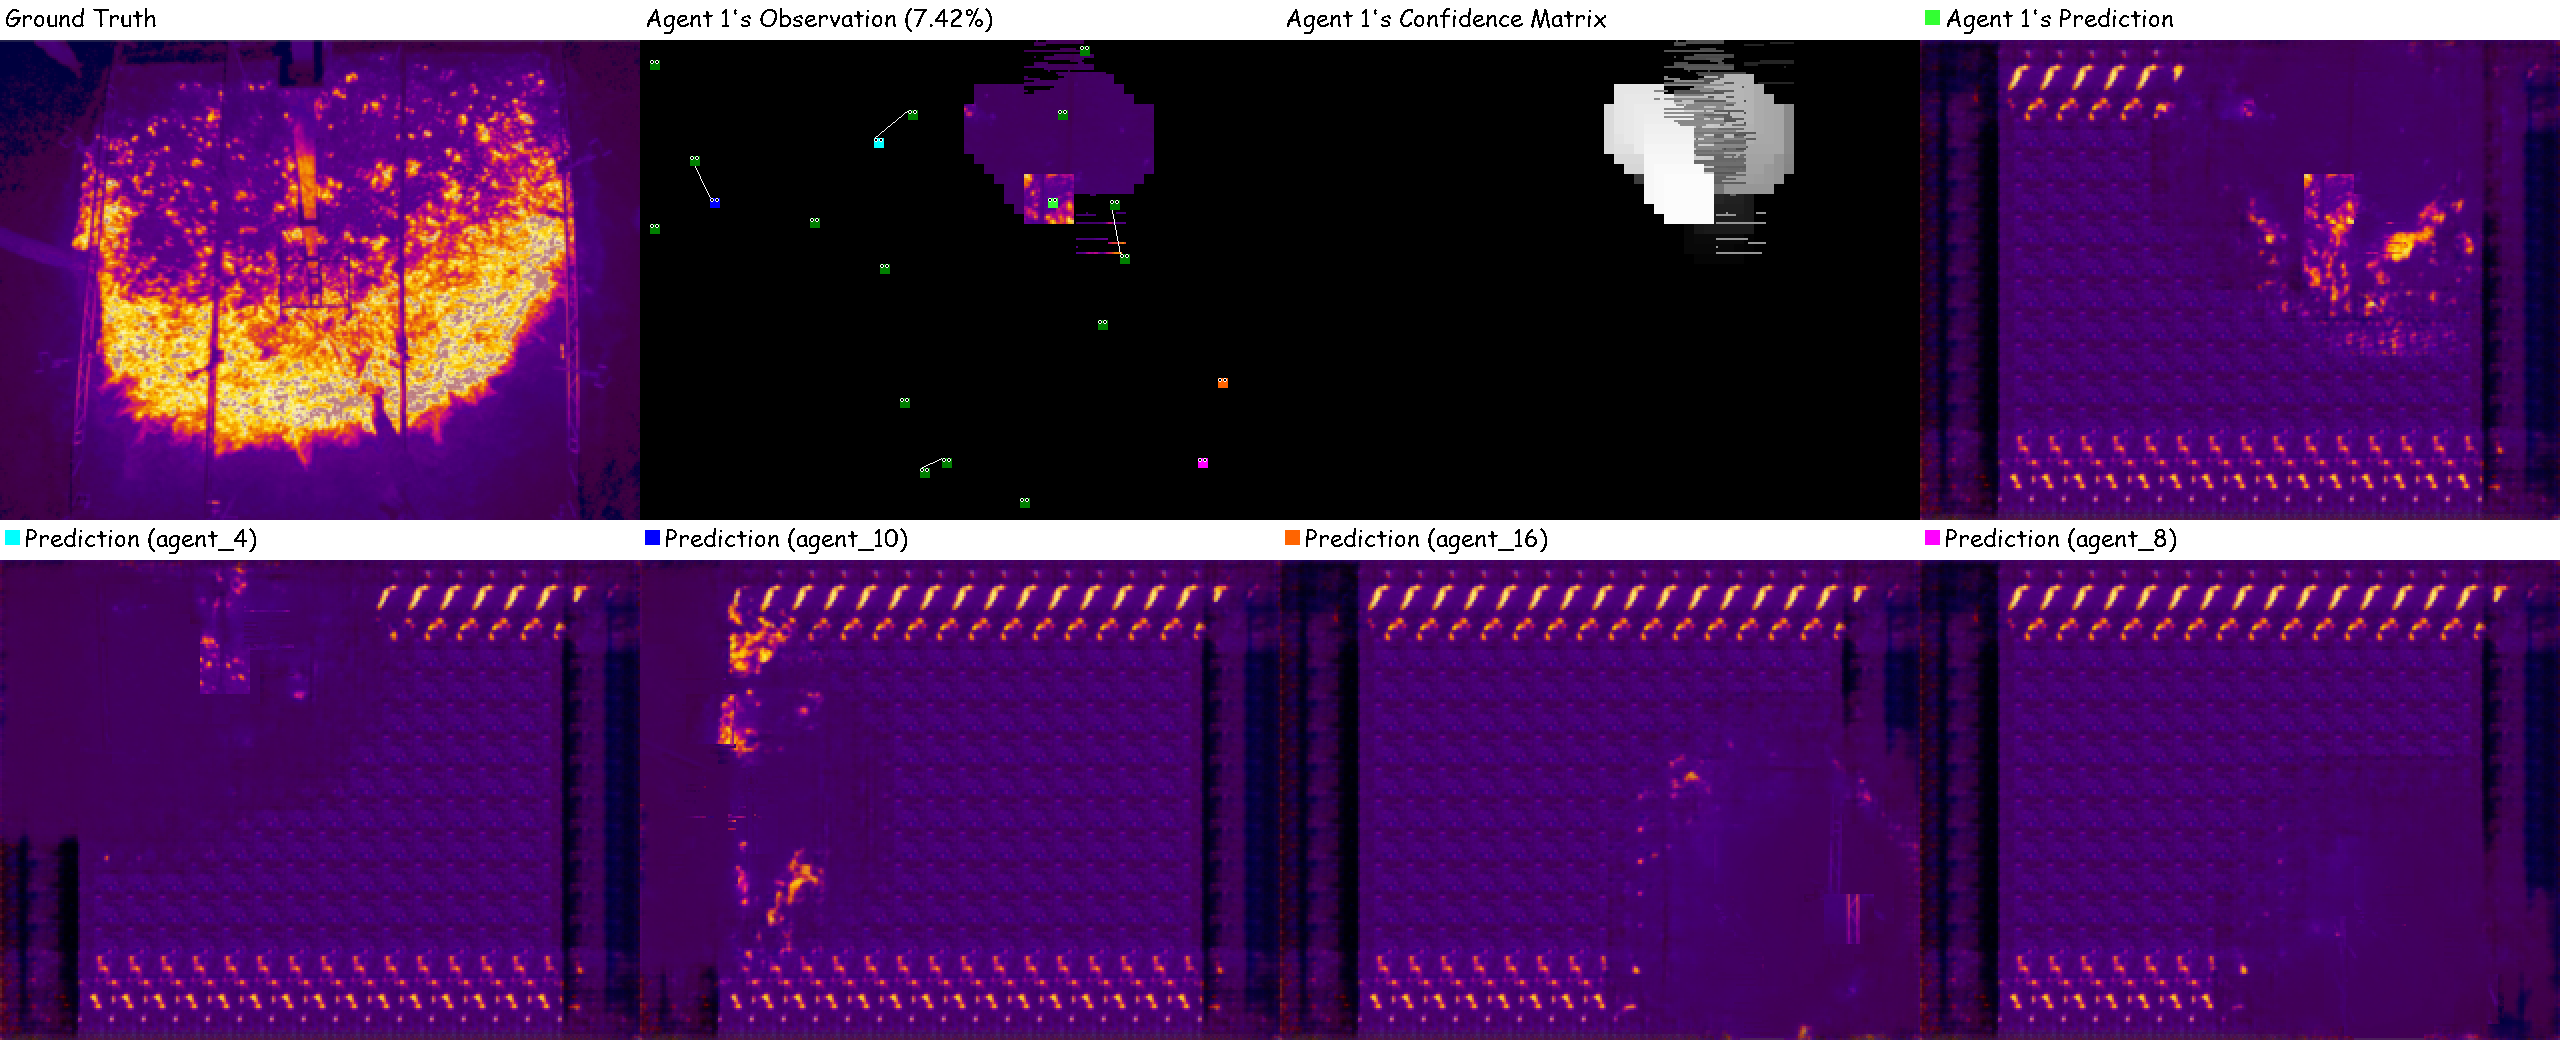 Ground Truth
Agent 1's Observation (7.42%)
Agent 1's Confidence Matrix
Agent 1's Prediction
Prediction (agent_4)
Prediction (agent_10)
Prediction (agent_16)
Prediction (agent_8)